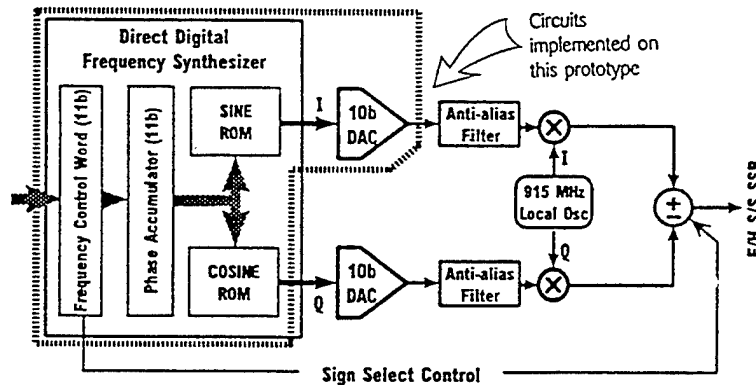 Direct Digital
Frequency Synthesizer
Circuits
implemented on
this prototype
Frequency Control Word (11b)
Phase Accumulator (11b)
SINE
ROM
I
10b
DAC
Anti-alias
Filter
I
915 MHz
Local Osc
Q
COSINE
ROM
Q
10b
DAC
Anti-alias
Filter
+
−
F/H S/S SSB
Sign Select Control